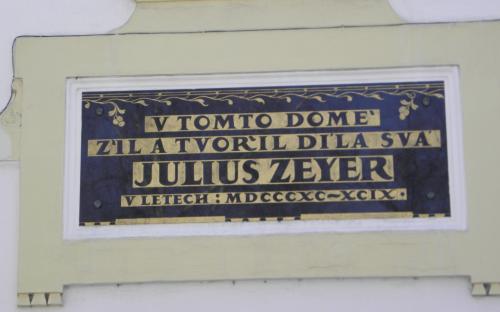 V TOMTO DOMĚ
ŽIL A TVOŘIL DÍLA SVÁ
JULIUS ZEYER
V LETECH : MDCCCXC~XCIX.